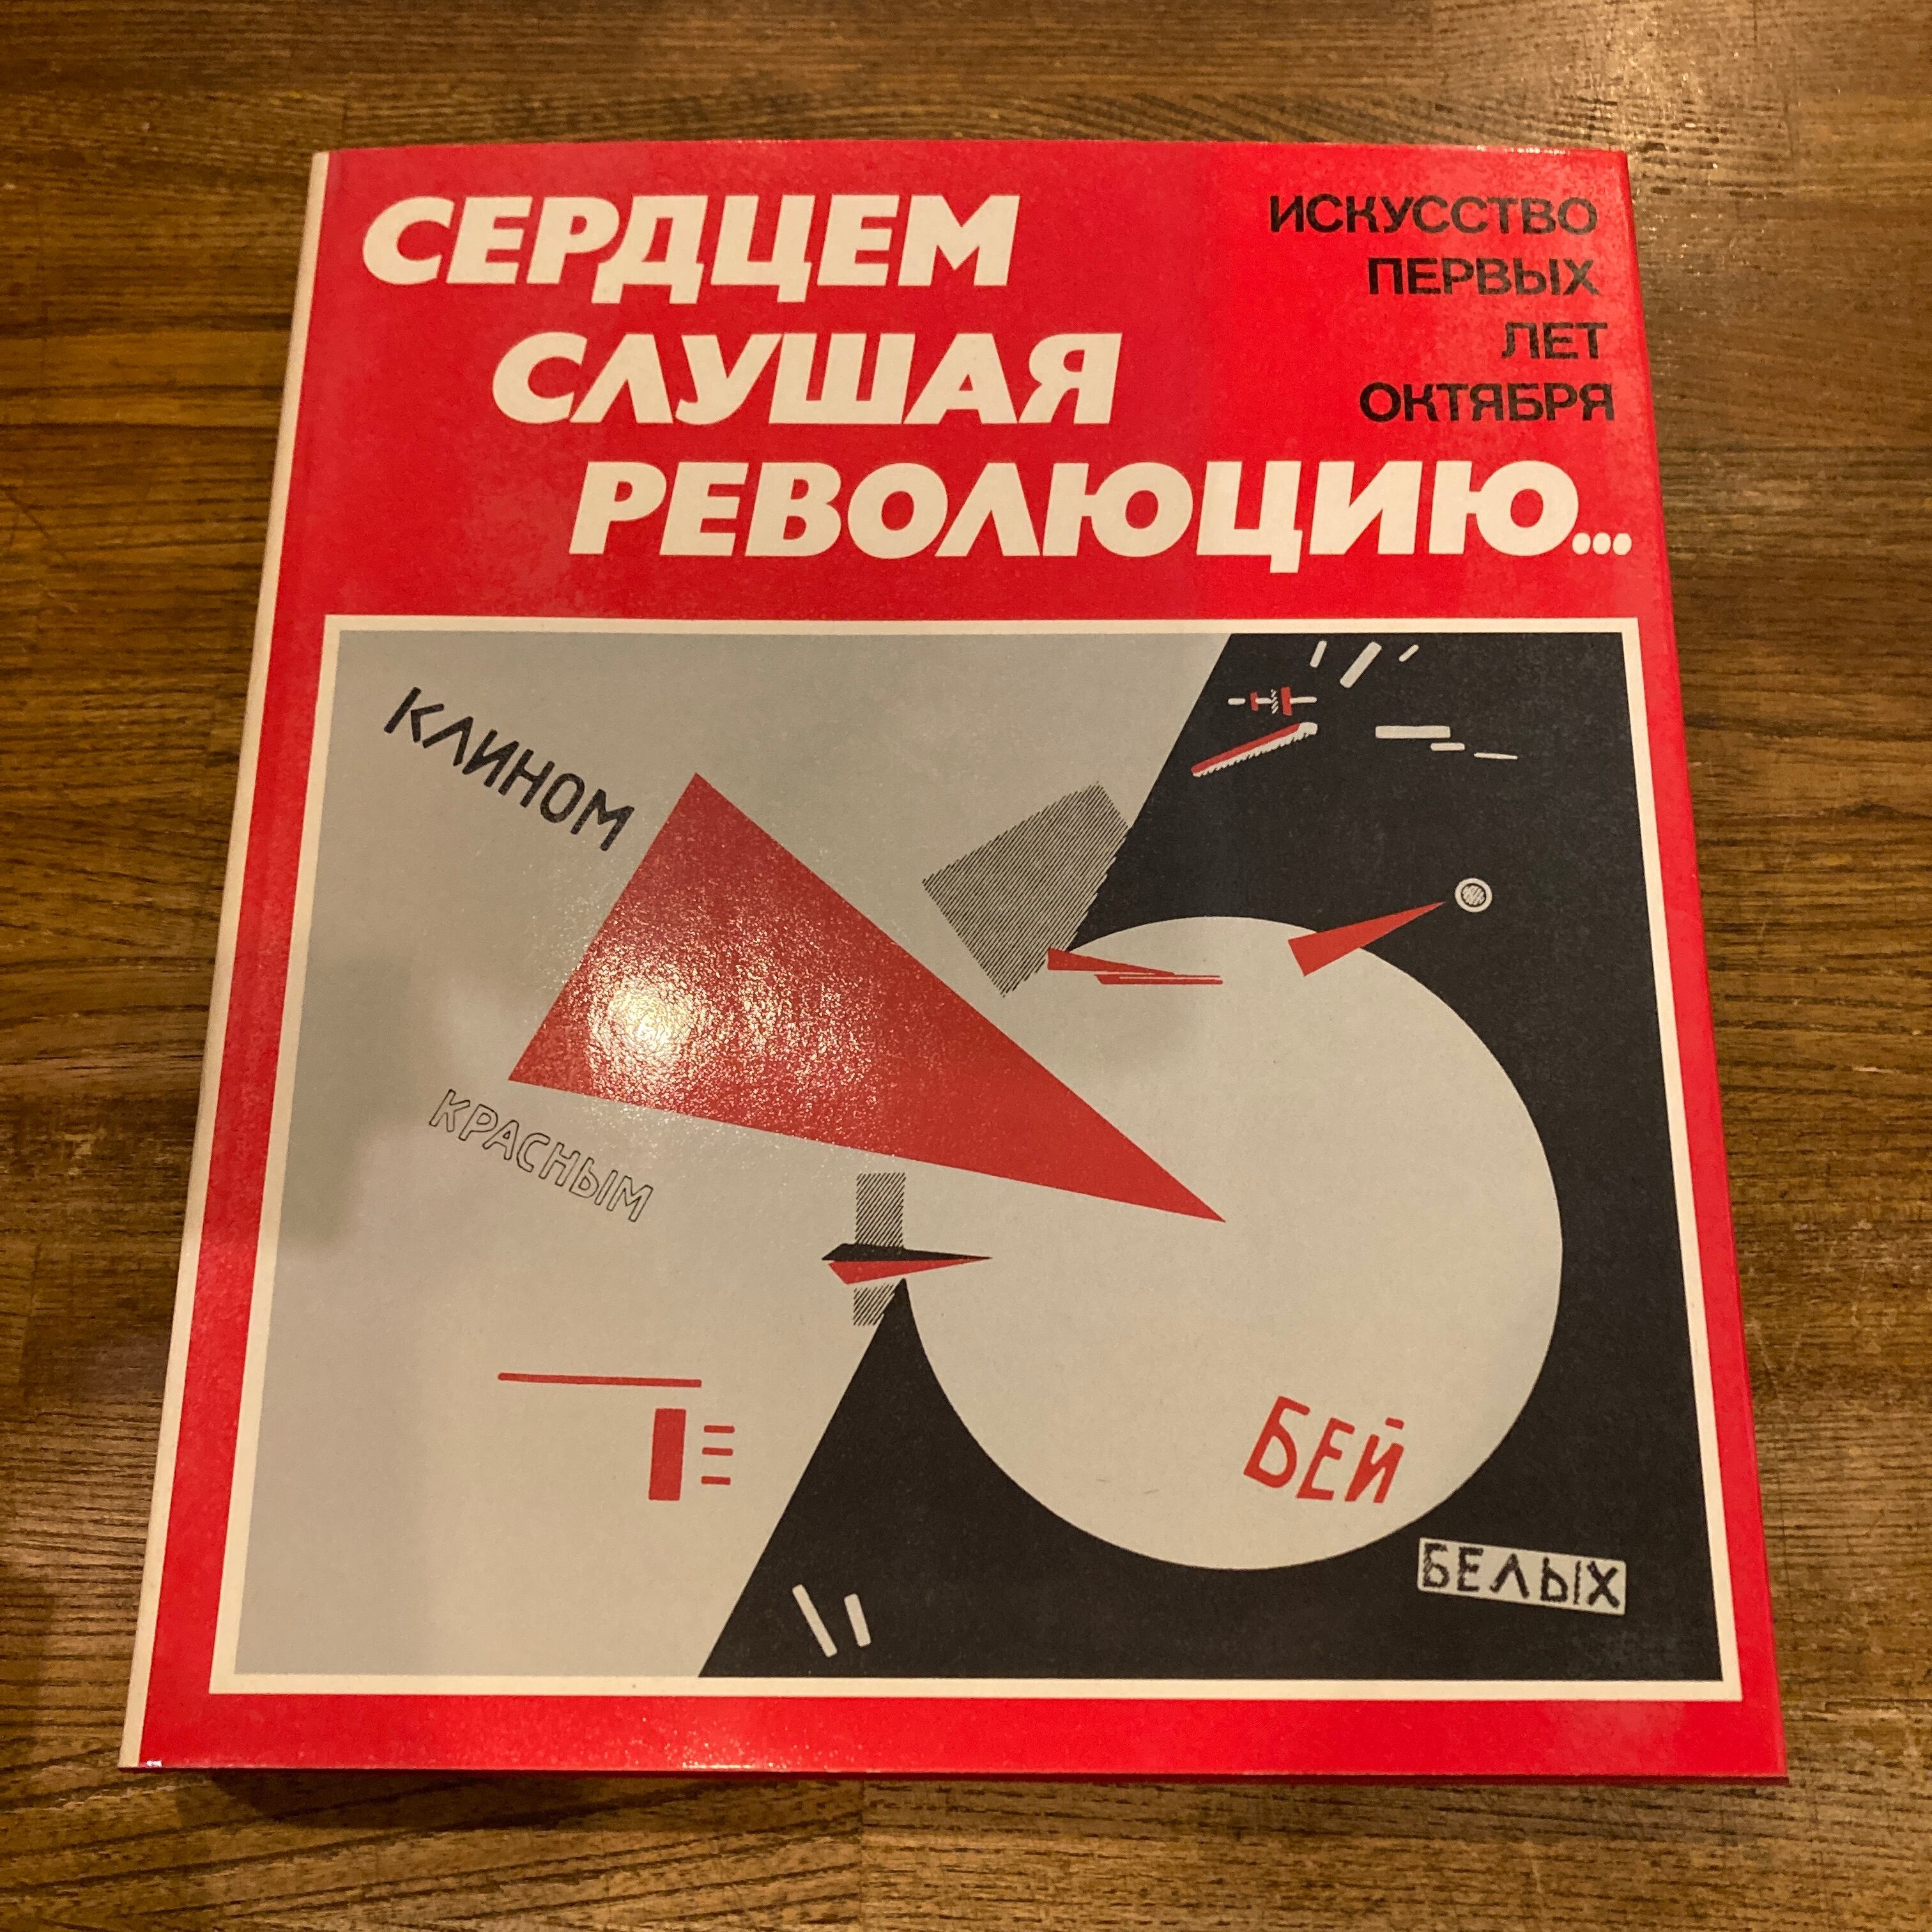 СЕРДЦЕМ
СЛУШАЯ
РЕВОЛЮЦИЮ...
ИСКУССТВО
ПЕРВЫХ
ЛЕТ
ОКТЯБРЯ
КЛИНОМ
КРАСНЫМ
БЕЙ
БЕЛЫХ